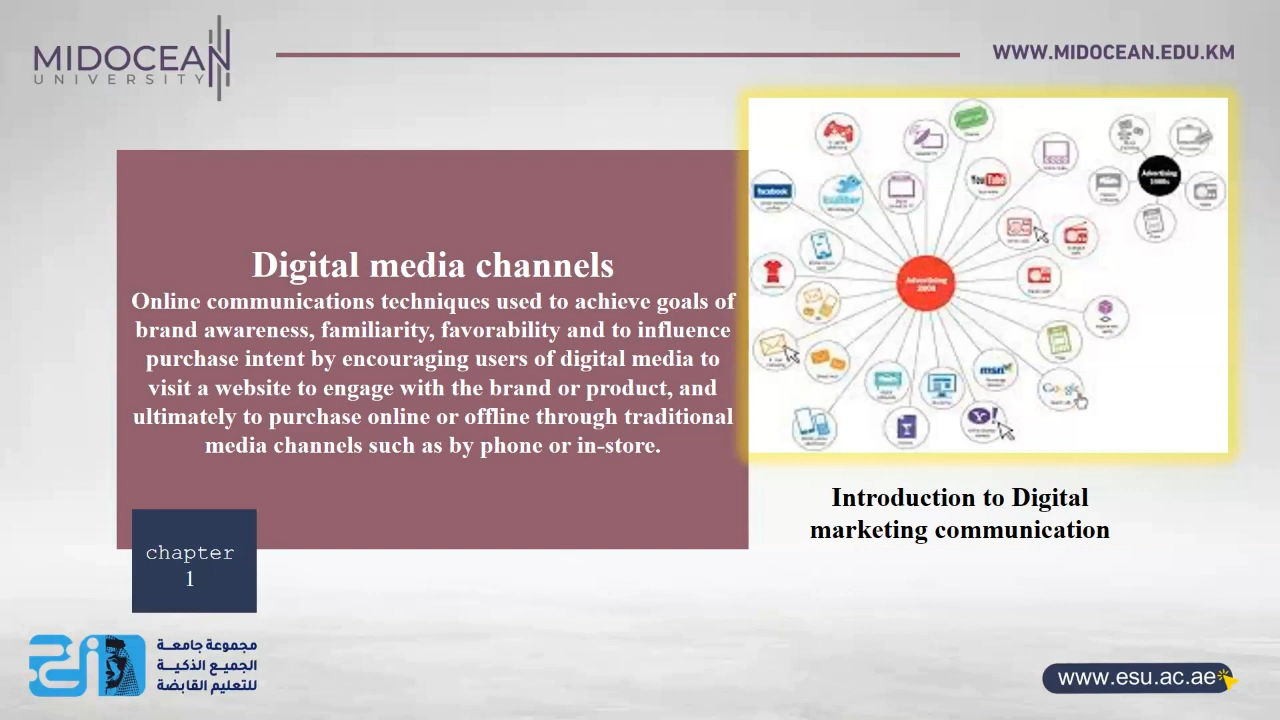 MIDOCEAN
UNIVERSITY
WWW.MIDOCEAN.EDU.KM
Digital media channels
Online communications techniques used to achieve goals of
brand awareness, familiarity, favorability and to influence
purchase intent by encouraging users of digital media to
visit a website to engage with the brand or product, and
ultimately to purchase online or offline through traditional
media channels such as by phone or in-store.
facebook
twitter
YouTube
Advertising
msn
Google
Y!
Advertising
Introduction to Digital
marketing communication
chapter
1
مجموعة جامعة
الجميع الذكية
للتعليم القابضة
www.esu.ac.ae